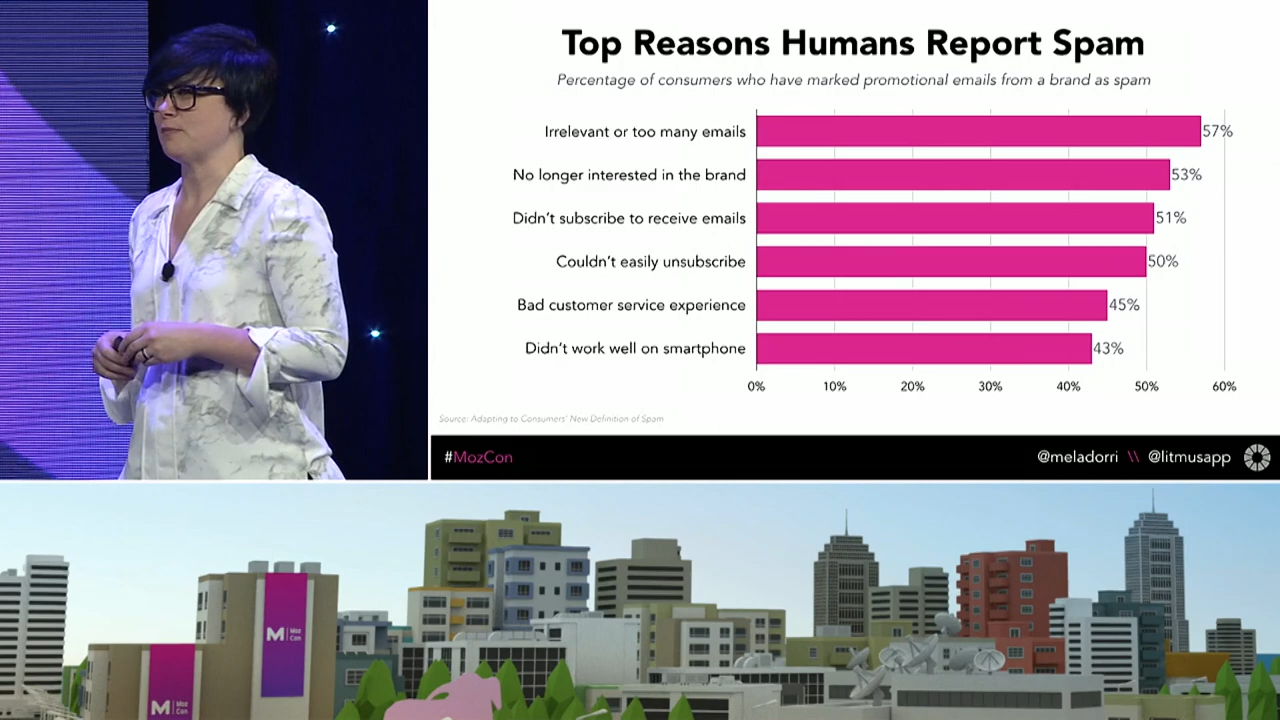 Top Reasons Humans Report Spam
Percentage of consumers who have marked promotional emails from a brand as spam
Irrelevant or too many emails
57%
No longer interested in the brand
53%
Didn't subscribe to receive emails
51%
Couldn't easily unsubscribe
50%
Bad customer service experience
45%
Didn't work well on smartphone
43%
0% 10% 20% 30% 40% 50% 60%
Source: Adapting to Consumers' New Definition of Spam
#MozCon
@meladorri \\ @litmusapp
M Moz
Con
M Moz
Con